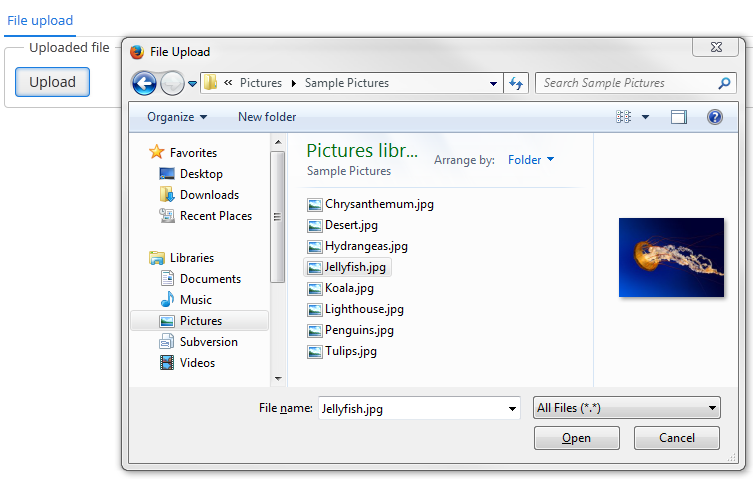 File upload
Uploaded file
Upload
File Upload
« Pictures Sample Pictures
Search Sample Pictures
Organize New folder
Favorites
Desktop
Downloads
Recent Places
Libraries
Documents
Music
Pictures
Subversion
Videos
Pictures libr...
Sample Pictures
Arrange by: Folder
Chrysanthemum.jpg
Desert.jpg
Hydrangeas.jpg
Jellyfish.jpg
Koala.jpg
Lighthouse.jpg
Penguins.jpg
Tulips.jpg
File name: Jellyfish.jpg All Files (*.*)
Open Cancel